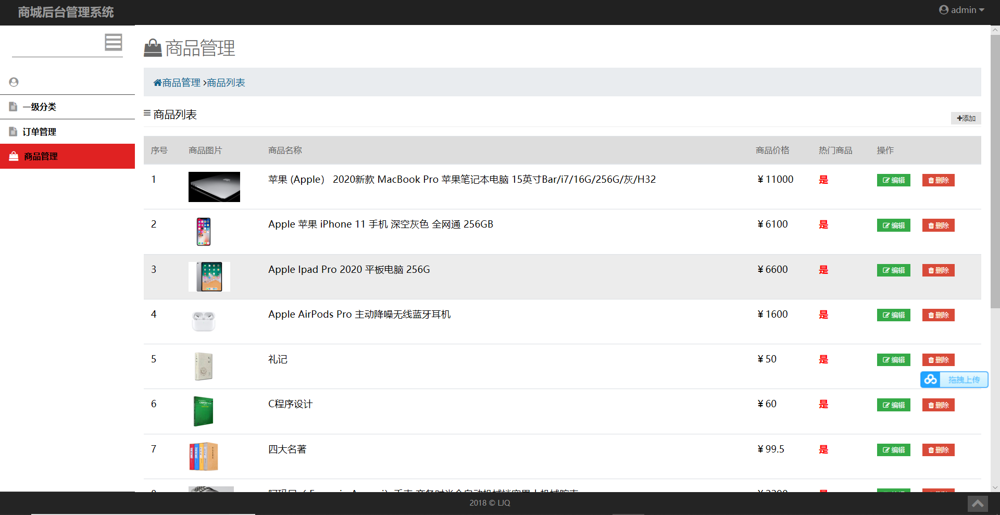 商城后台管理系统
admin
商品管理
商品管理 >商品列表
一级分类
订单管理
商品管理
商品列表
添加
序号 商品图片 商品名称 商品价格 热门商品 操作
1 苹果 (Apple） 2020新款 MacBook Pro 苹果笔记本电脑 15英寸Bar/i7/16G/256G/灰/H32 ¥ 11000 是 编辑 删除
2 Apple 苹果 iPhone 11 手机 深空灰色 全网通 256GB ¥ 6100 是 编辑 删除
3 Apple Ipad Pro 2020 平板电脑 256G ¥ 6600 是 编辑 删除
4 Apple AirPods Pro 主动降噪无线蓝牙耳机 ¥ 1600 是 编辑 删除
5 礼记 ¥ 50 是 编辑 删除
拖拽上传
6 C程序设计 ¥ 60 是 编辑 删除
7 四大名著 ¥ 99.5 是 编辑 删除
2018 © LJQ